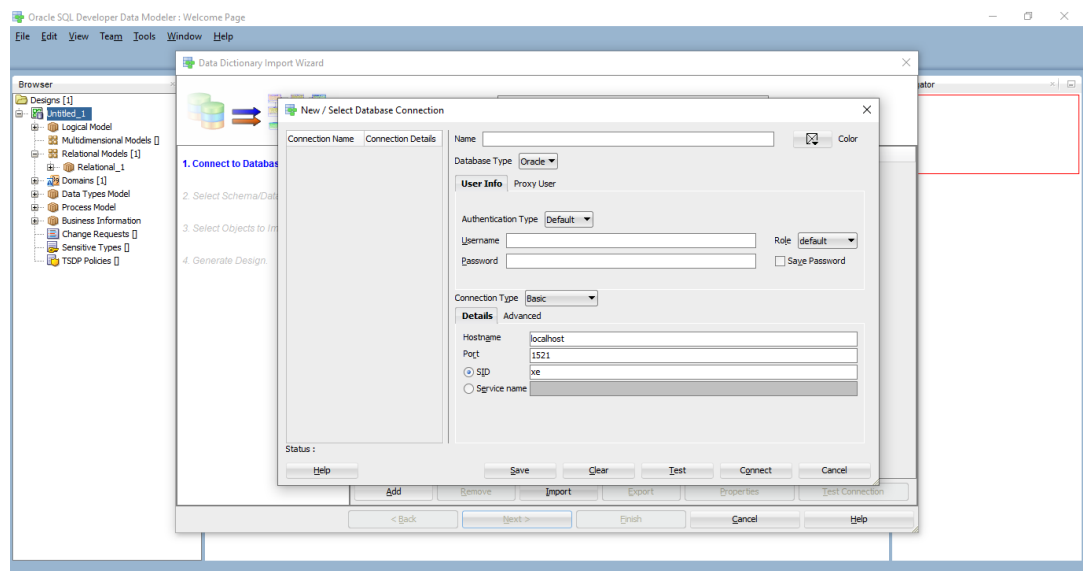 Oracle SQL Developer Data Modeler : Welcome Page
File Edit View Team Tools Window Help
Data Dictionary Import Wizard
Browser
Designs [1]
Untitled_1
Logical Model
Multidimensional Models []
Relational Models [1]
Relational_1
Domains [1]
Data Types Model
Process Model
Business Information
Change Requests []
Sensitive Types []
TSDP Policies []
1. Connect to Databas
2. Select Schema/Dat
3. Select Objects to Im
4. Generate Design.
New / Select Database Connection
Connection Name Connection Details
Name
Color
Database Type Oracle
User Info Proxy User
Authentication Type Default
Username
Role default
Password
Save Password
Connection Type Basic
Details Advanced
Hostname localhost
Port 1521
SID xe
Service name
Status :
Help Save Clear Test Connect Cancel
Add Remove Import Export Properties Test Connection
< Back Next > Finish Cancel Help
ator